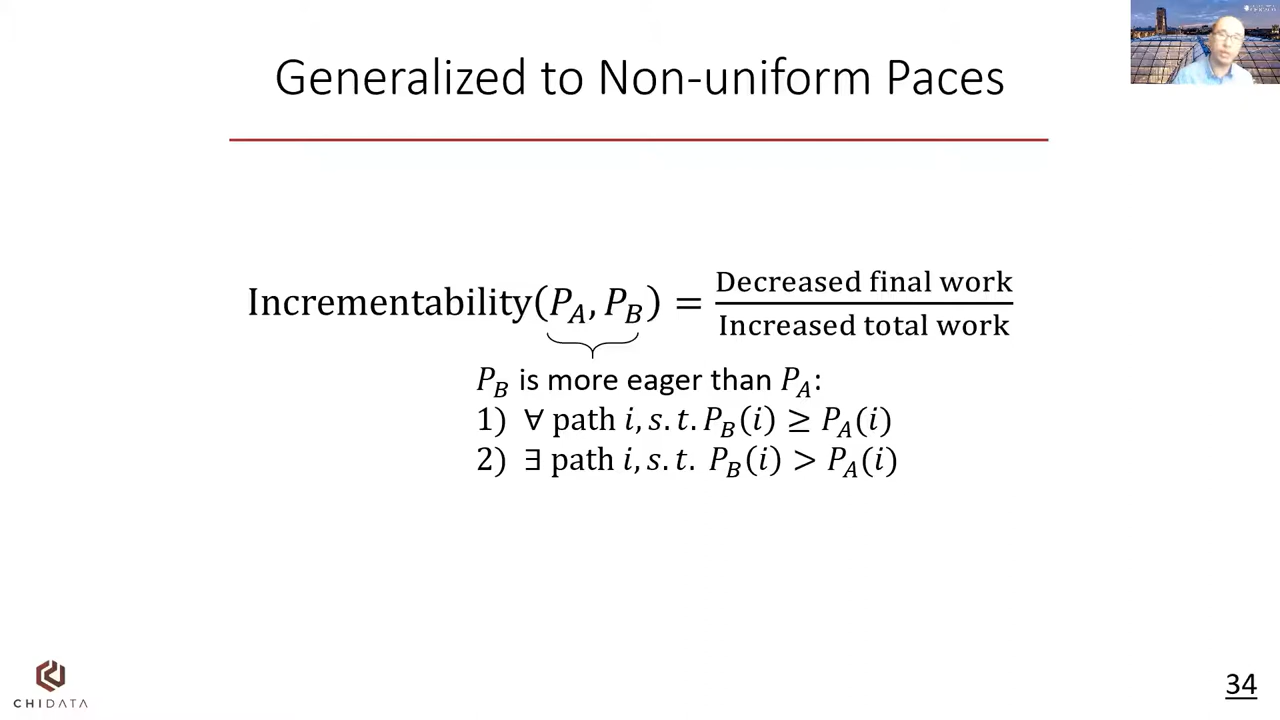 Generalized to Non-uniform Paces
Incrementability(P_A, P_B) = Decreased final work / Increased total work
P_B is more eager than P_A:
1) ∀ path i, s.t. P_B(i) ≥ P_A(i)
2) ∃ path i, s.t. P_B(i) > P_A(i)
CHIDATA
34